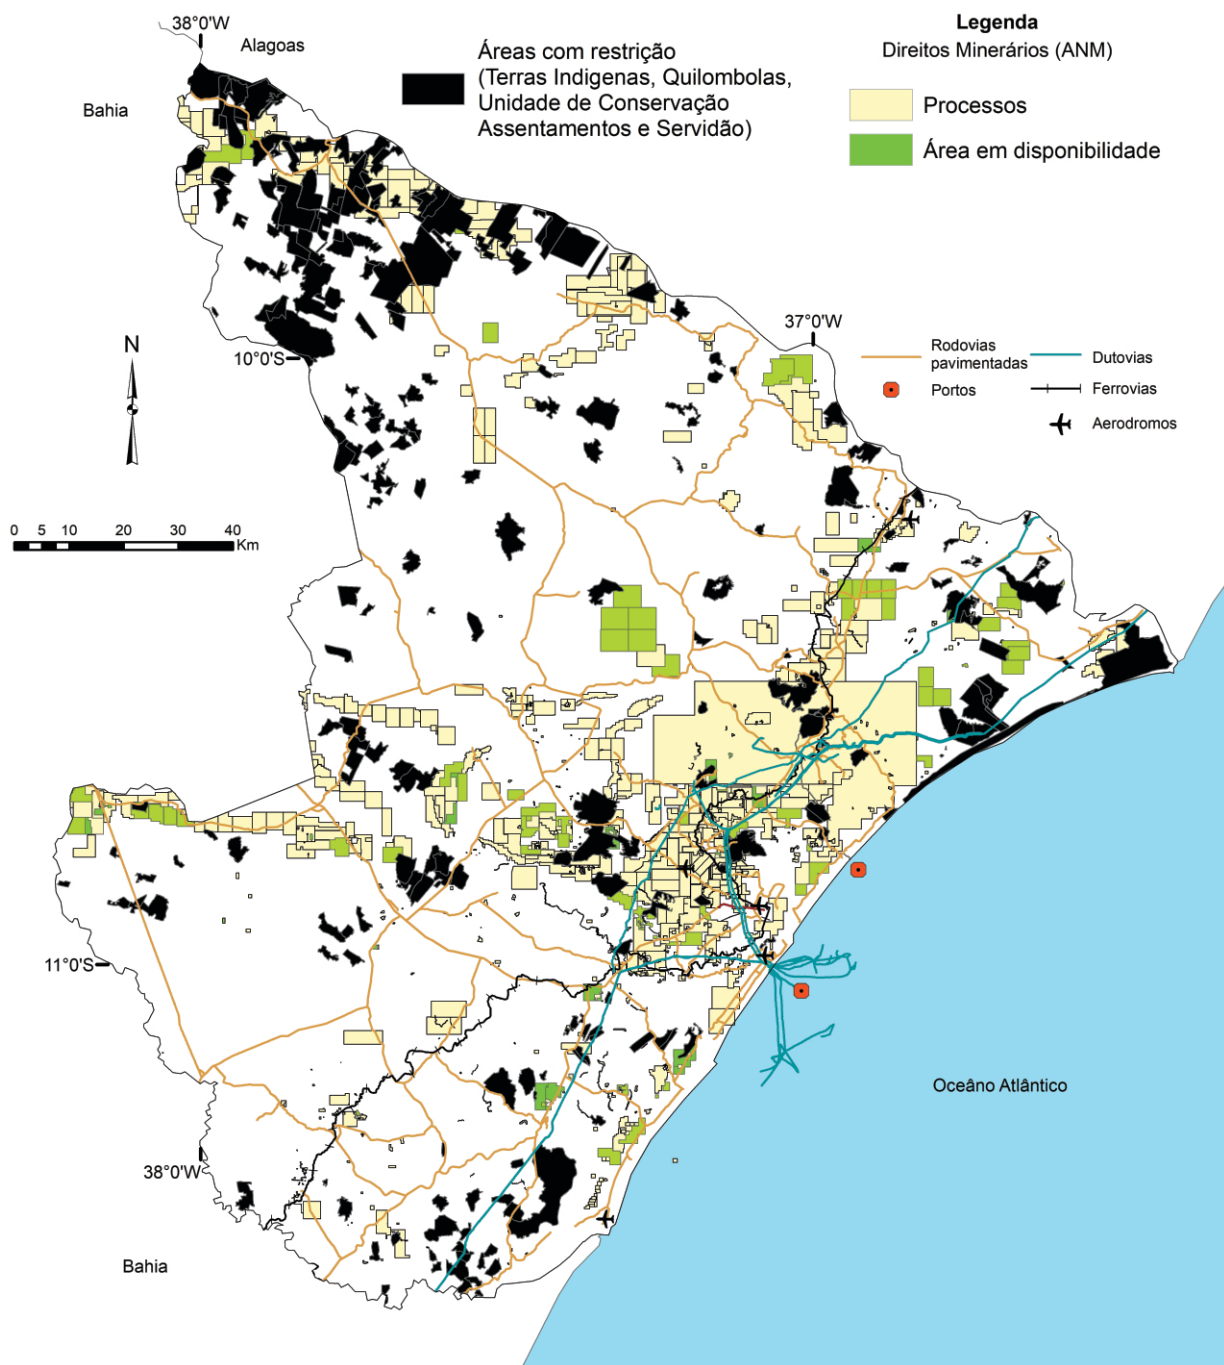 38°0'W
Alagoas
Bahia
Áreas com restrição
(Terras Indigenas, Quilombolas,
Unidade de Conservação
Assentamentos e Servidão)
Legenda
Direitos Minerários (ANM)
Processos
Área em disponibilidade
37°0'W
N
10°0'S
Rodovias
pavimentadas
Dutovias
Portos
Ferrovias
Aerodromos
0 5 10 20 30 40
Km
11°0'S
Oceâno Atlântico
38°0'W
Bahia